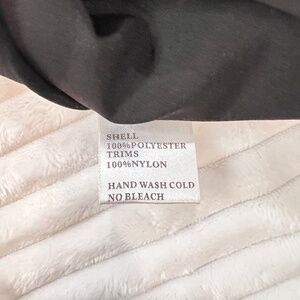 SHELL
100%POLYESTER
TRIMS
100%NYLON
HAND WASH COLD
NO BLEACH